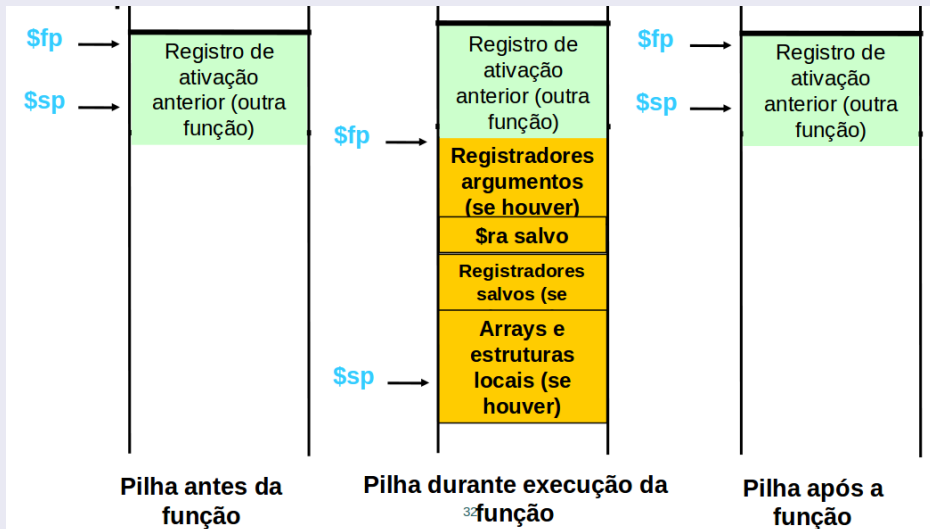 $fp
$sp
Registro de
ativação
anterior (outra
função)
Pilha antes da
função
$fp
$sp
Registro de
ativação
anterior (outra
função)
Registradores
argumentos
(se houver)
$ra salvo
Registradores
salvos (se
Arrays e
estruturas
locais (se
houver)
Pilha durante execução da
32função
$fp
$sp
Registro de
ativação
anterior (outra
função)
Pilha após a
função